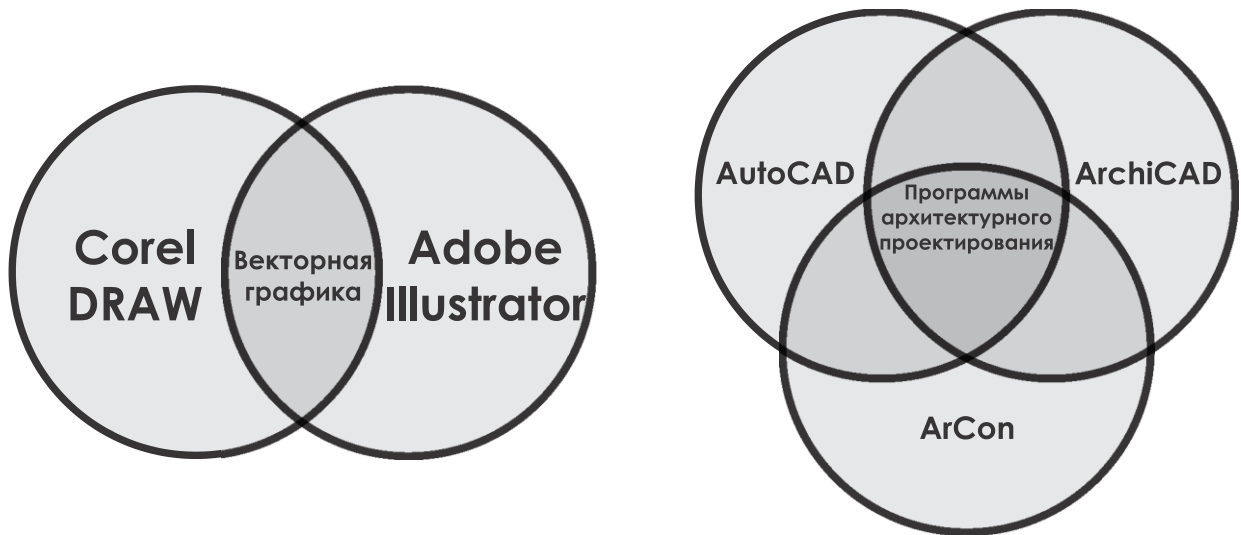 Corel
DRAW
Векторная
графика
Adobe
Illustrator
AutoCAD
Программы
архитектурного
проектирования
ArchiCAD
ArCon